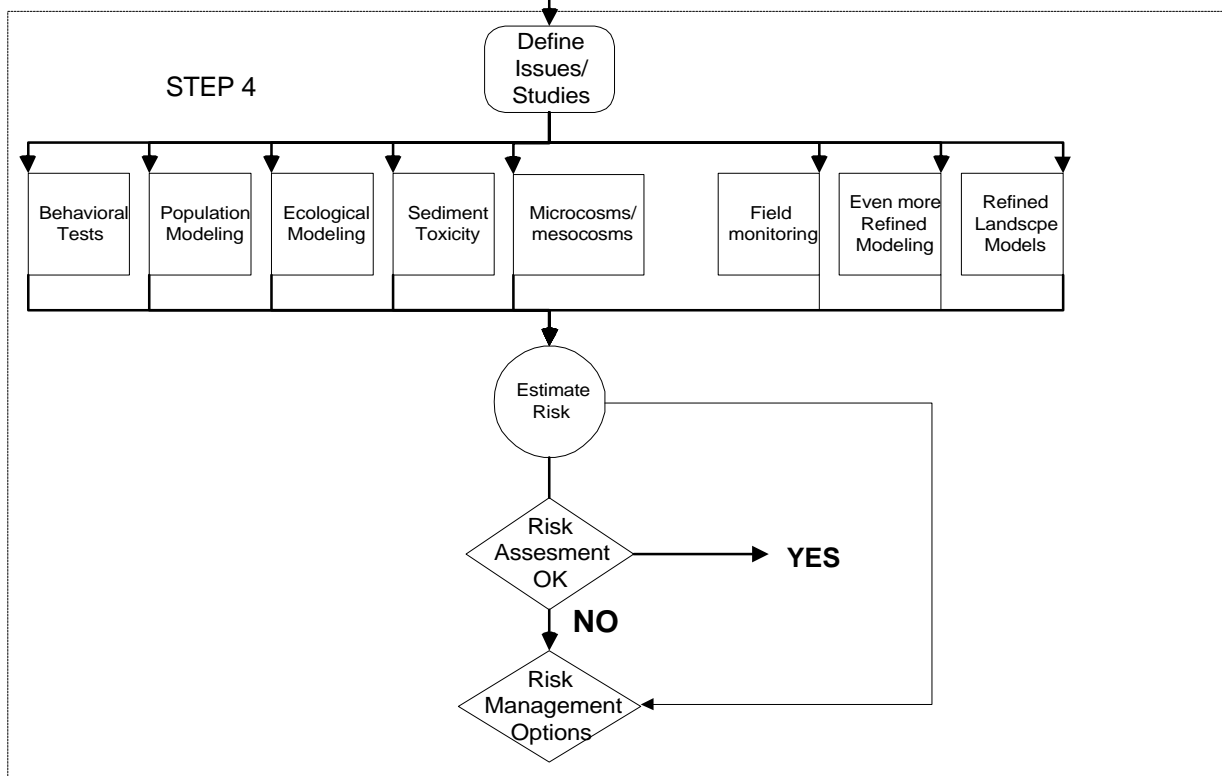 Define
Issues/
Studies
STEP 4
Behavioral
Tests
Population
Modeling
Ecological
Modeling
Sediment
Toxicity
Microcosms/
mesocosms
Field
monitoring
Even more
Refined
Modeling
Refined
Landscpe
Models
Estimate
Risk
Risk
Assesment
OK
YES
NO
Risk
Management
Options